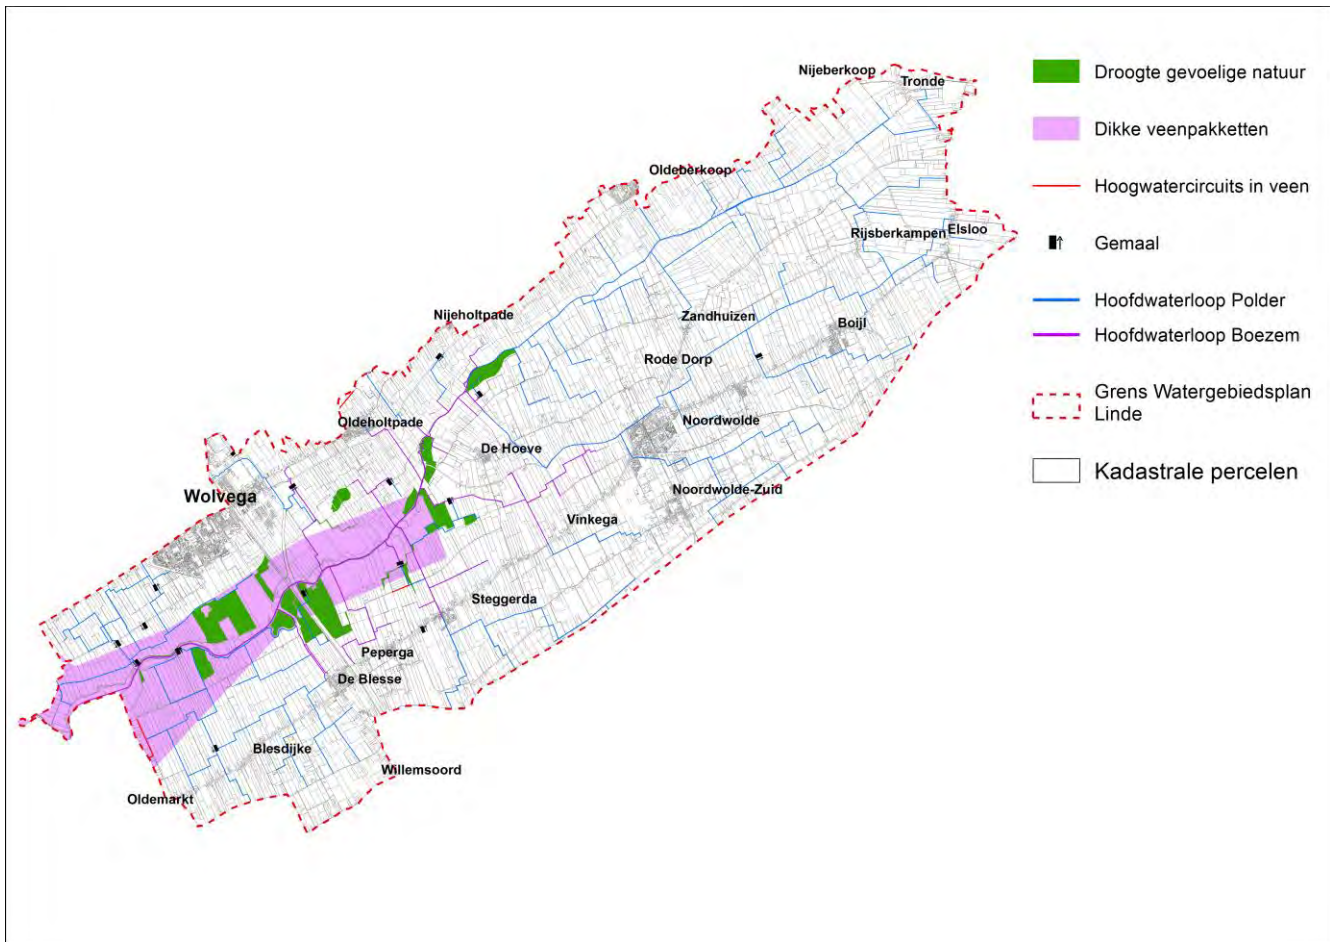 Nijeberkoop
Tronde
Oldeberkoop
Rijsberkampen
Elsloo
Nijeholtpade
Zandhuizen
Boijl
Rode Dorp
Oldeholtpade
Noordwolde
De Hoeve
Wolvega
Noordwolde-Zuid
Vinkega
Steggerda
Peperga
De Blesse
Blesdijke
Willemsoord
Oldemarkt
Droogte gevoelige natuur
Dikke veenpakketten
Hoogwatercircuits in veen
Gemaal
Hoofdwaterloop Polder
Hoofdwaterloop Boezem
Grens Watergebiedsplan
Linde
Kadastrale percelen